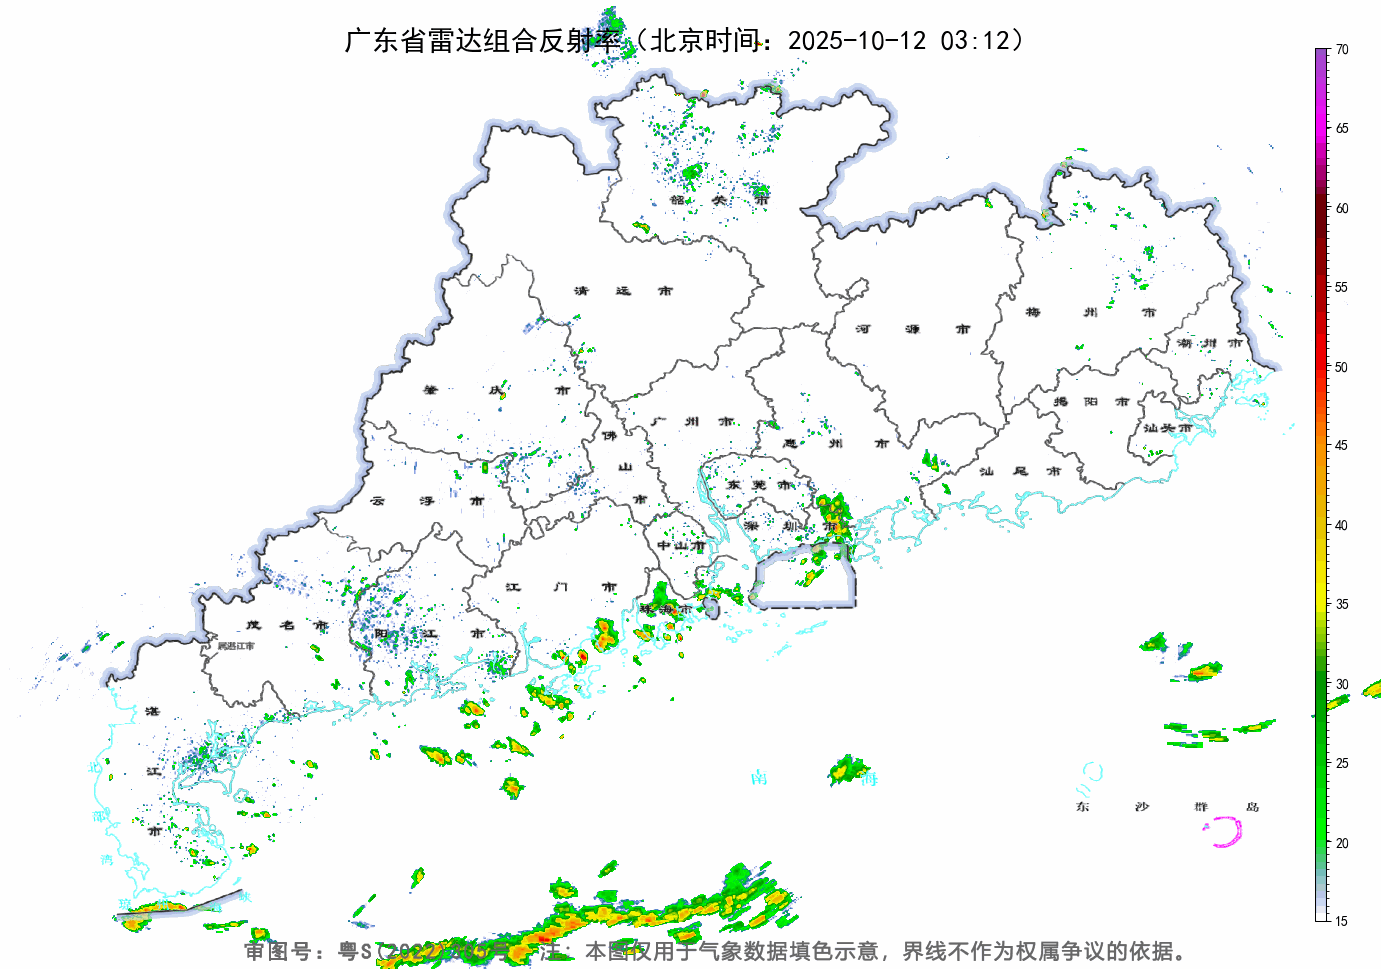 广东省雷达组合反射率（北京时间：2025-10-12 03:12）
70
65
60
55
50
45
40
35
30
25
20
15
韶关市
清远市
河源市
梅州市
潮州市
肇庆市
广州市
惠州市
揭阳市
汕头市
佛山市
云浮市
东莞市
汕尾市
深圳市
中山市
江门市
珠海市
茂名市
阳江市
属湛江市
湛江市
北部湾
南海
东沙群岛
审图号：粤S(2022) 注：本图仅用于气象数据填色示意，界线不作为权属争议的依据。